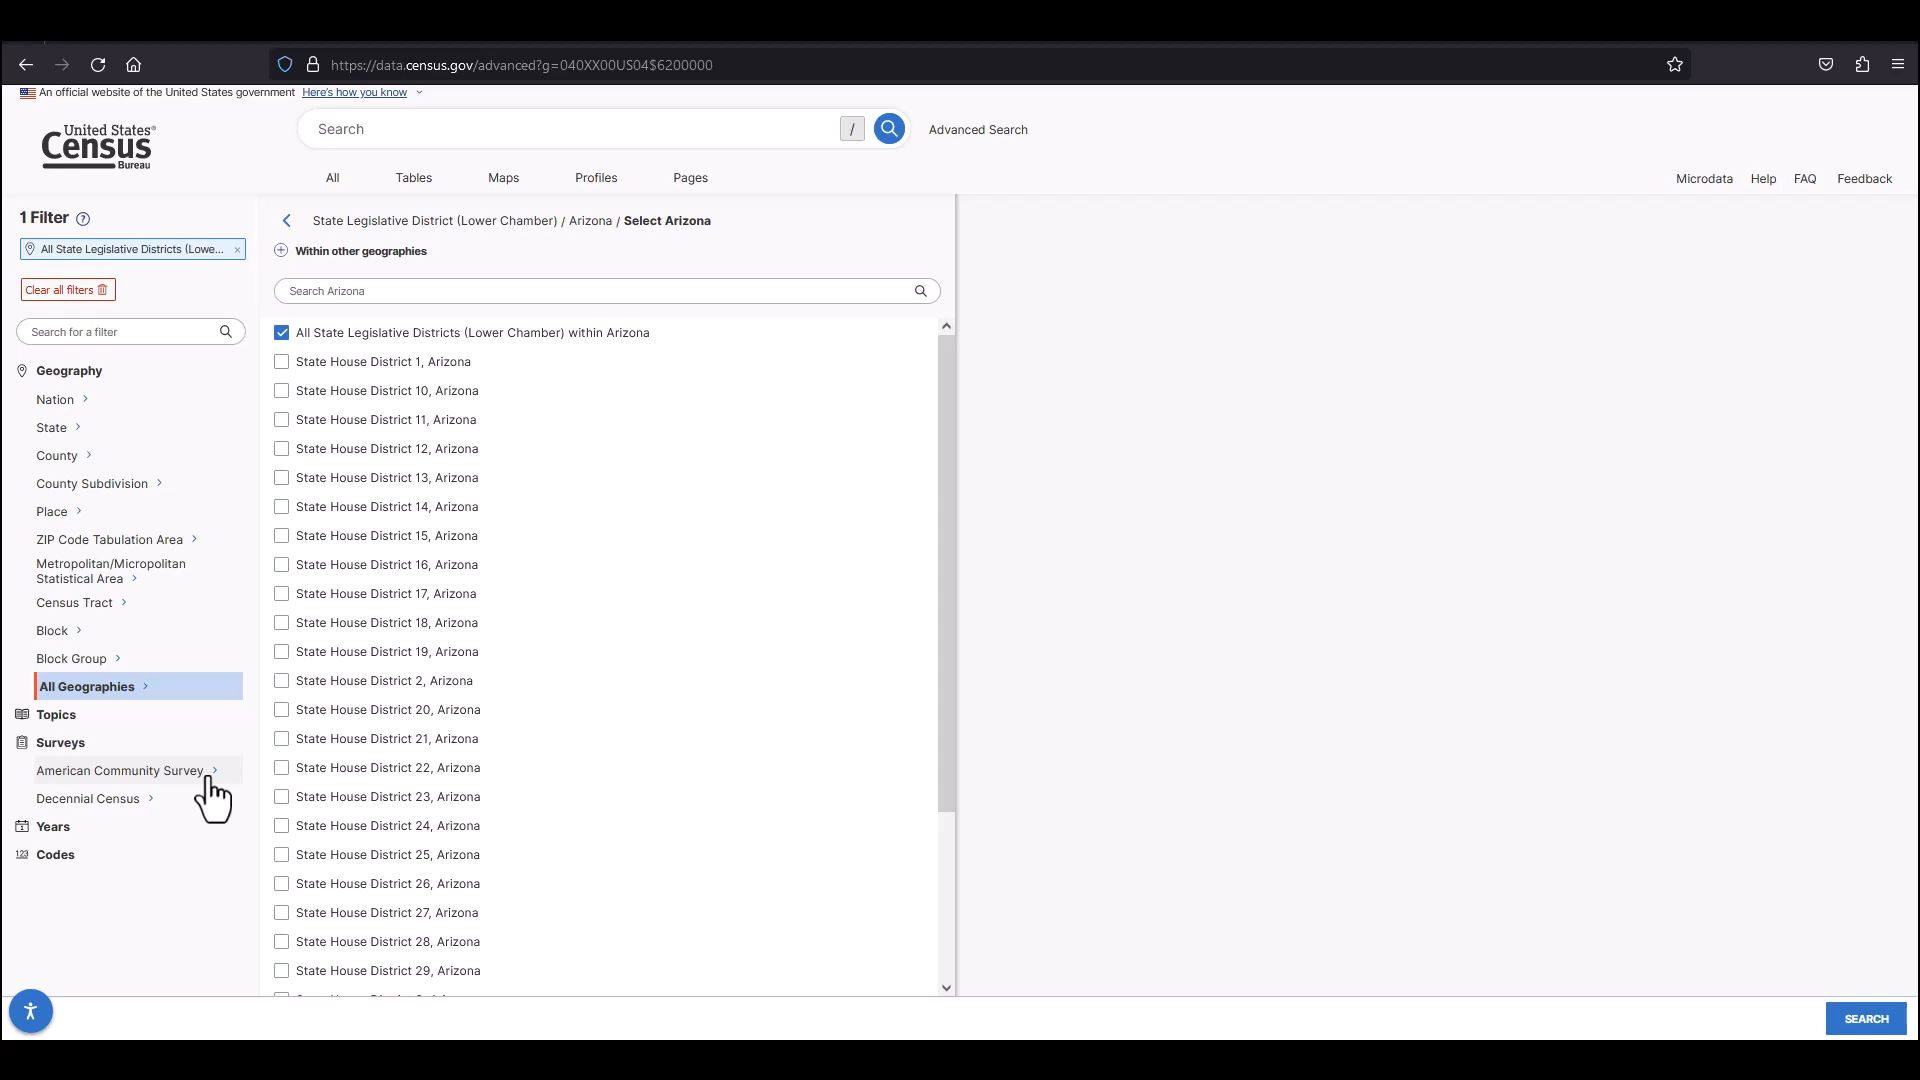 https://data.census.gov/advanced?g=040XX00US04$6200000
An official website of the United States government Here's how you know
United States®
Census
Bureau
Search /
Advanced Search
All Tables Maps Profiles Pages
Microdata Help FAQ Feedback
1 Filter ?
All State Legislative Districts (Lowe... ×
Clear all filters
Search for a filter
Geography
Nation
State
County
County Subdivision
Place
ZIP Code Tabulation Area
Metropolitan/Micropolitan
Statistical Area
Census Tract
Block
Block Group
All Geographies
Topics
Surveys
American Community Survey
Decennial Census
Years
123 Codes
State Legislative District (Lower Chamber) / Arizona / Select Arizona
Within other geographies
Search Arizona
All State Legislative Districts (Lower Chamber) within Arizona
State House District 1, Arizona
State House District 10, Arizona
State House District 11, Arizona
State House District 12, Arizona
State House District 13, Arizona
State House District 14, Arizona
State House District 15, Arizona
State House District 16, Arizona
State House District 17, Arizona
State House District 18, Arizona
State House District 19, Arizona
State House District 2, Arizona
State House District 20, Arizona
State House District 21, Arizona
State House District 22, Arizona
State House District 23, Arizona
State House District 24, Arizona
State House District 25, Arizona
State House District 26, Arizona
State House District 27, Arizona
State House District 28, Arizona
State House District 29, Arizona
SEARCH